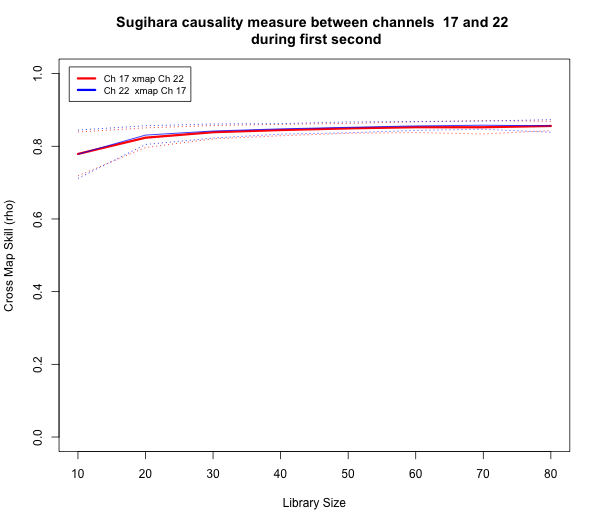 Sugihara causality measure between channels  17 and 22
during first second
Ch 17 xmap Ch 22
Ch 22  xmap Ch 17
1.0
0.8
0.6
0.4
0.2
0.0
Cross Map Skill (rho)
10 20 30 40 50 60 70 80
Library Size